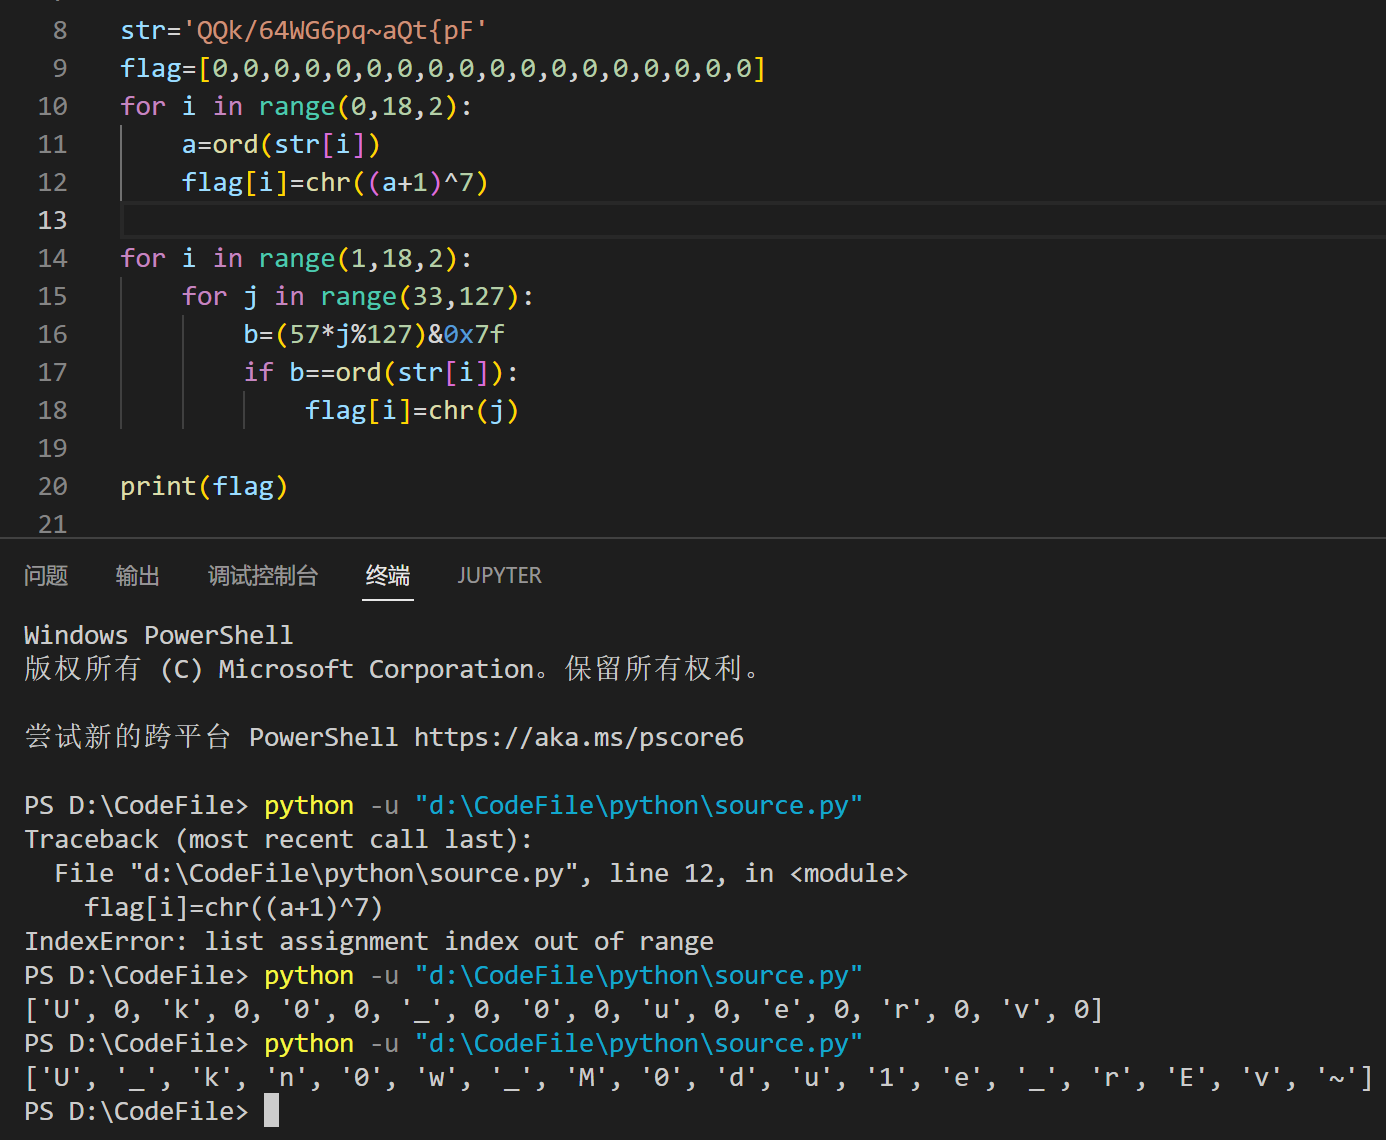 8 str='QQk/64WG6pq~aQt{pF'
9 flag=[0,0,0,0,0,0,0,0,0,0,0,0,0,0,0,0,0,0]
10 for i in range(0,18,2):
11     a=ord(str[i])
12     flag[i]=chr((a+1)^7)
13
14 for i in range(1,18,2):
15     for j in range(33,127):
16         b=(57*j%127)&0x7f
17         if b==ord(str[i]):
18             flag[i]=chr(j)
19
20 print(flag)
21
问题 输出 调试控制台 终端 JUPYTER
Windows PowerShell
版权所有 (C) Microsoft Corporation。保留所有权利。
尝试新的跨平台 PowerShell https://aka.ms/pscore6
PS D:\CodeFile> python -u "d:\CodeFile\python\source.py"
Traceback (most recent call last):
  File "d:\CodeFile\python\source.py", line 12, in <module>
    flag[i]=chr((a+1)^7)
IndexError: list assignment index out of range
PS D:\CodeFile> python -u "d:\CodeFile\python\source.py"
['U', 0, 'k', 0, '0', 0, '_', 0, '0', 0, 'u', 0, 'e', 0, 'r', 0, 'v', 0]
PS D:\CodeFile> python -u "d:\CodeFile\python\source.py"
['U', '_', 'k', 'n', '0', 'w', '_', 'M', '0', 'd', 'u', '1', 'e', '_', 'r', 'E', 'v', '~']
PS D:\CodeFile>